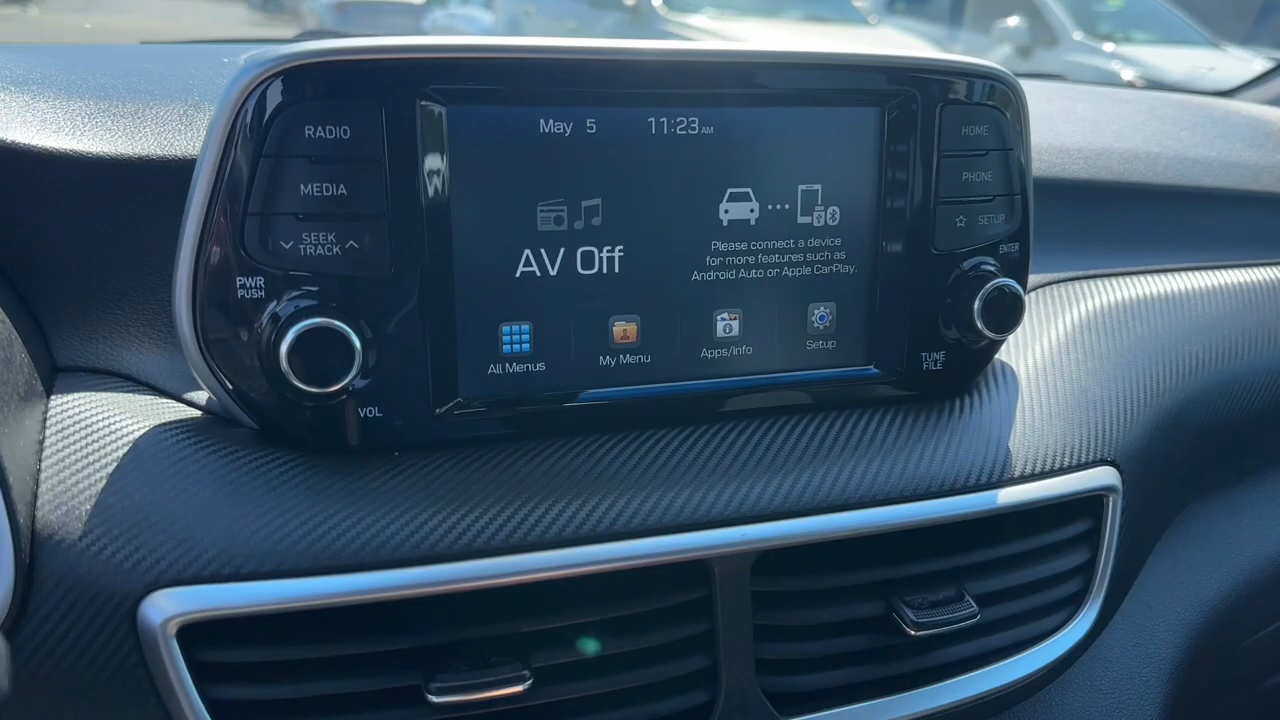 RADIO
MEDIA
SEEK
TRACK
PWR
PUSH
VOL
May 5 11:23 AM
AV Off
Please connect a device
for more features such as
Android Auto or Apple CarPlay.
All Menus
My Menu
Apps/Info
Setup
HOME
PHONE
SETUP
ENTER
TUNE
FILE